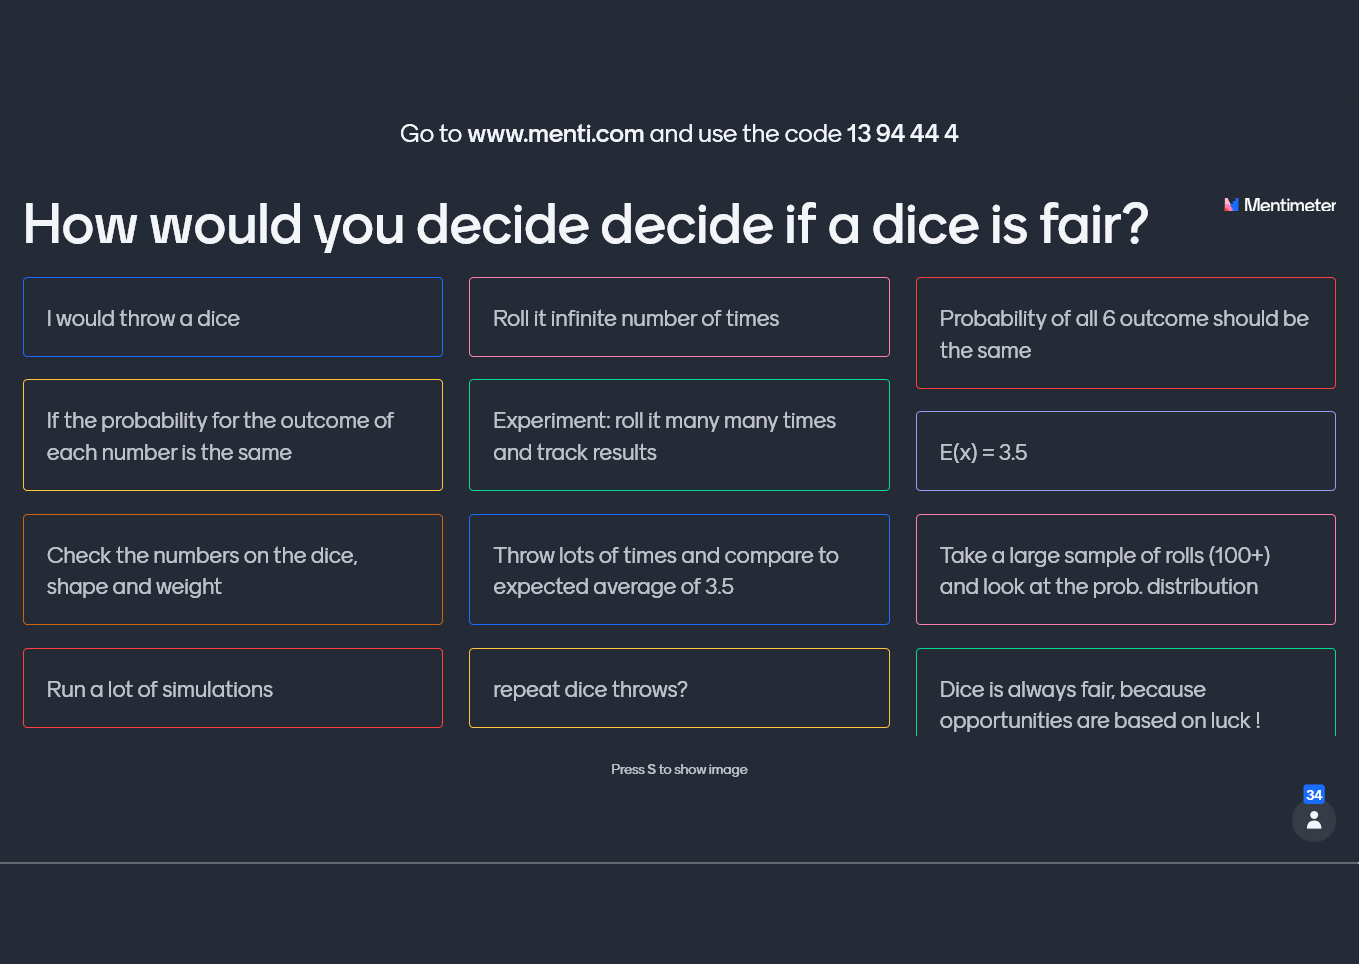 Go to www.menti.com and use the code 13 94 44 4
How would you decide decide if a dice is fair?
Mentimeter
I would throw a dice
Roll it infinite number of times
Probability of all 6 outcome should be
the same
If the probability for the outcome of
each number is the same
Experiment: roll it many many times
and track results
E(x) = 3.5
Check the numbers on the dice,
shape and weight
Throw lots of times and compare to
expected average of 3.5
Take a large sample of rolls (100+)
and look at the prob. distribution
Run a lot of simulations
repeat dice throws?
Dice is always fair, because
opportunities are based on luck !
Press S to show image
34